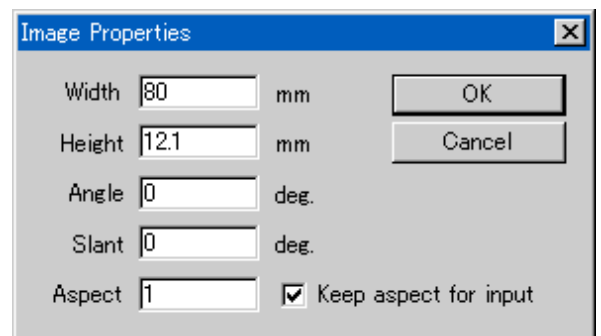 Image Properties
Width 80 mm OK
Height 12.1 mm Cancel
Angle 0 deg.
Slant 0 deg.
Aspect 1 Keep aspect for input